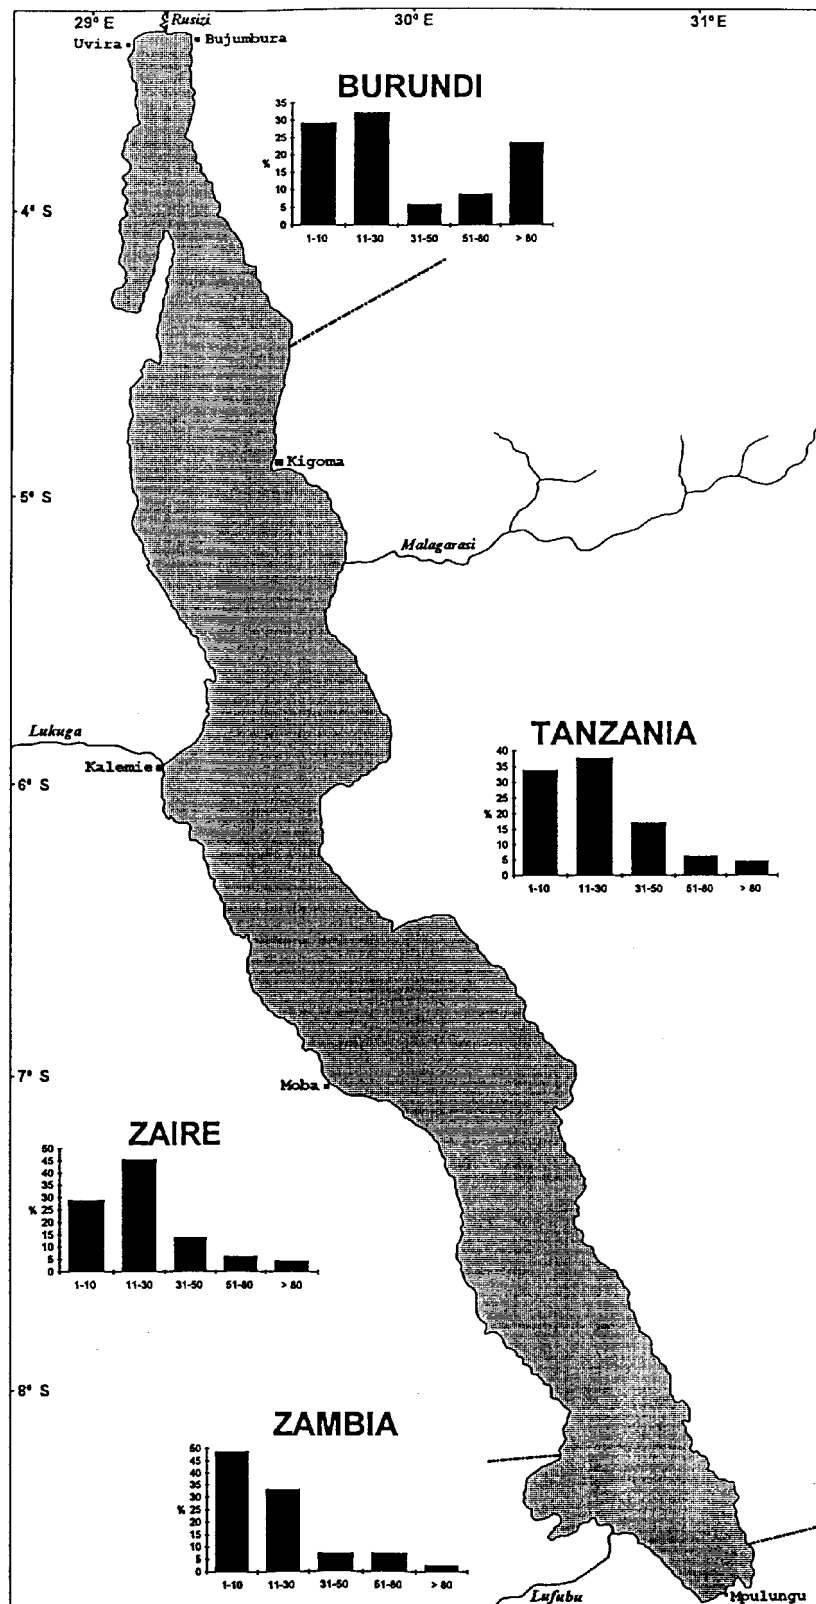 29° E
Rusizi
30° E
31°E
Uvira
Bujumbura
BURUNDI
35
30
25
20
15
10
5
0
%
1-10
11-30
31-50
51-80
> 80
4° S
Kigoma
5° S
Malagarasi
Lukuga
TANZANIA
40
35
30
25
20
15
10
5
0
%
1-10
11-30
31-50
51-80
> 80
Kalemie
6° S
7° S
Moba
ZAIRE
50
45
40
35
30
25
20
15
10
5
0
%
1-10
11-30
31-50
51-80
> 80
8° S
ZAMBIA
50
45
40
35
30
25
20
15
10
5
0
%
1-10
11-30
31-50
51-80
> 80
Lufubu
Mpulungu